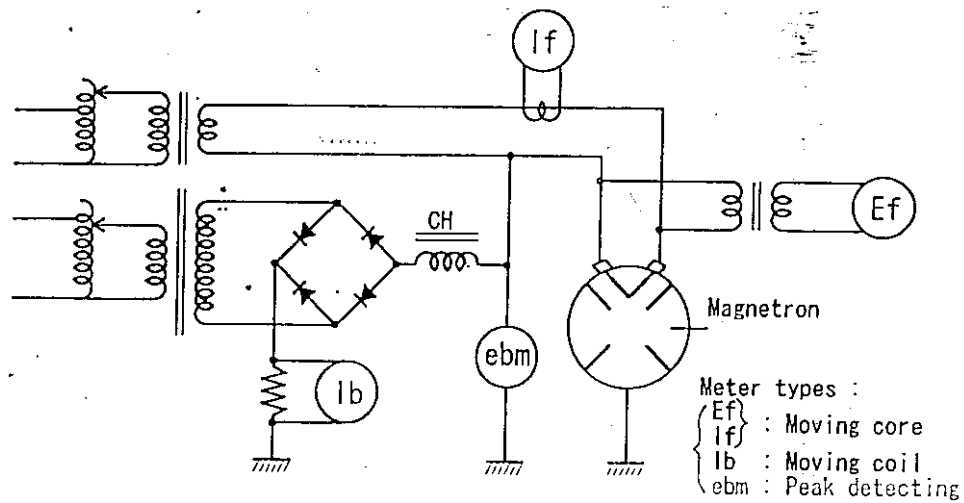 If
CH
Ef
Magnetron
ebm
Ib
Meter types :
Ef
If : Moving core
Ib : Moving coil
ebm : Peak detecting